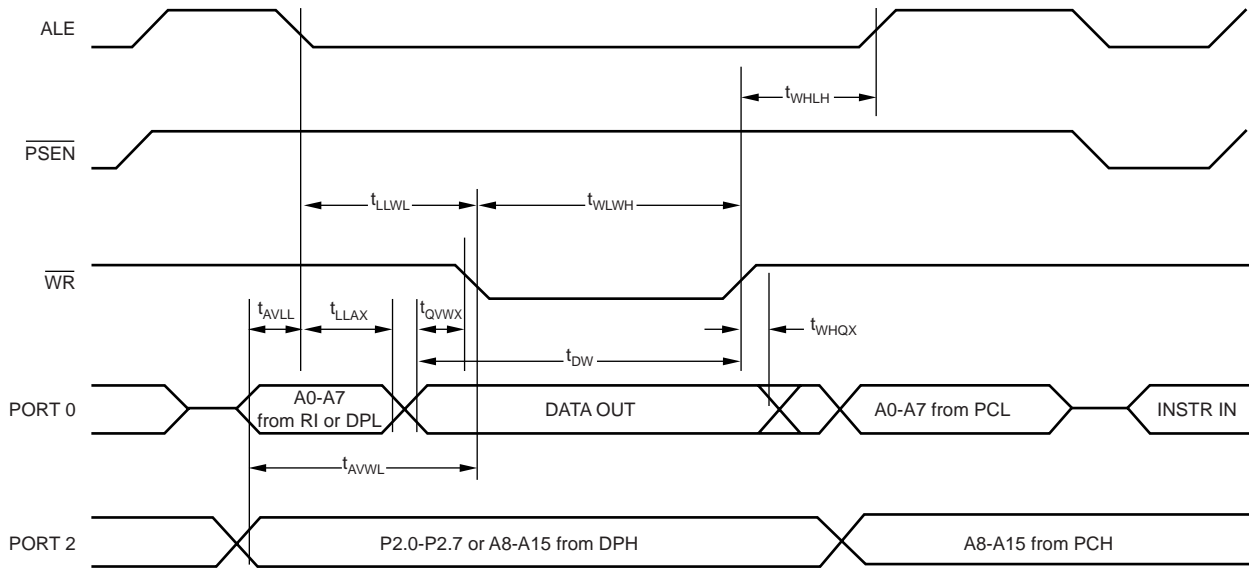 ALE
tWHLH
PSEN
tLLWL
tWLWH
WR
tAVLL
tLLAX
tQVWX
tWHQX
tDW
PORT 0
A0-A7
from RI or DPL
DATA OUT
A0-A7 from PCL
INSTR IN
tAVWL
PORT 2
P2.0-P2.7 or A8-A15 from DPH
A8-A15 from PCH